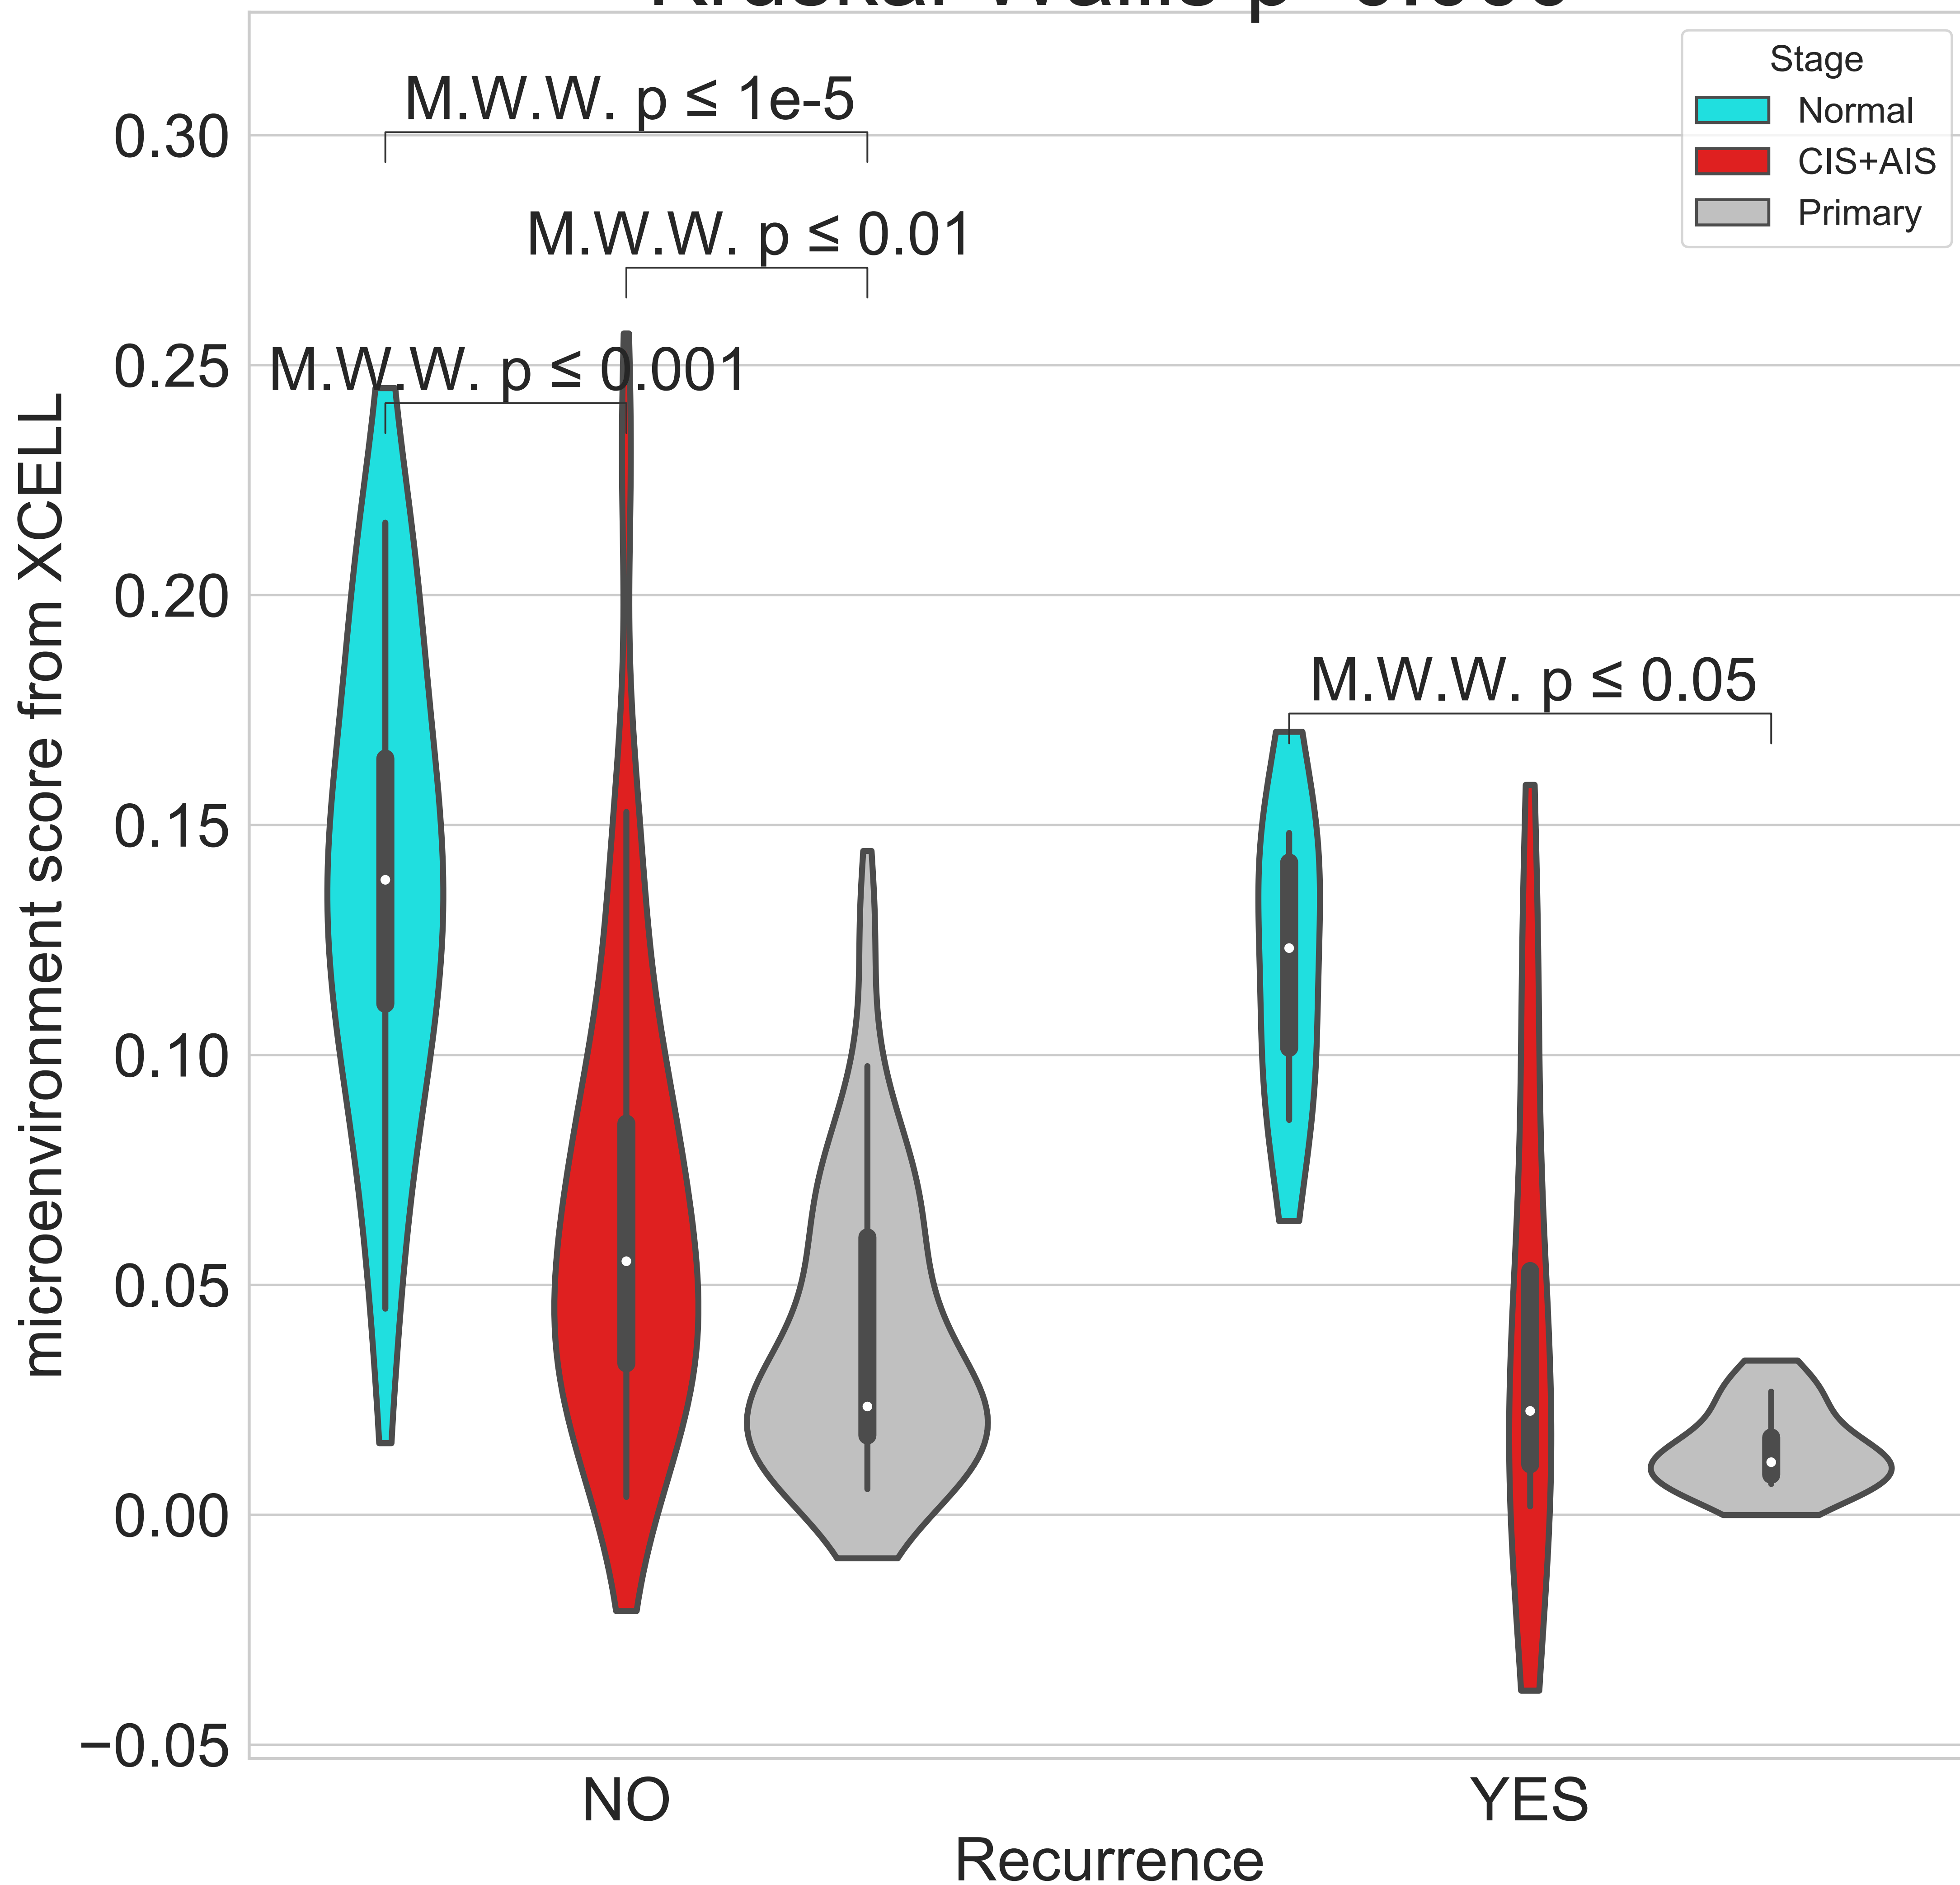 Stage
Normal
CIS+AIS
Primary
M.W.W. p ≤ 1e-5
M.W.W. p ≤ 0.01
M.W.W. p ≤ 0.001
M.W.W. p ≤ 0.05
microenvironment score from XCELL
0.30
0.25
0.20
0.15
0.10
0.05
0.00
−0.05
NO
YES
Recurrence